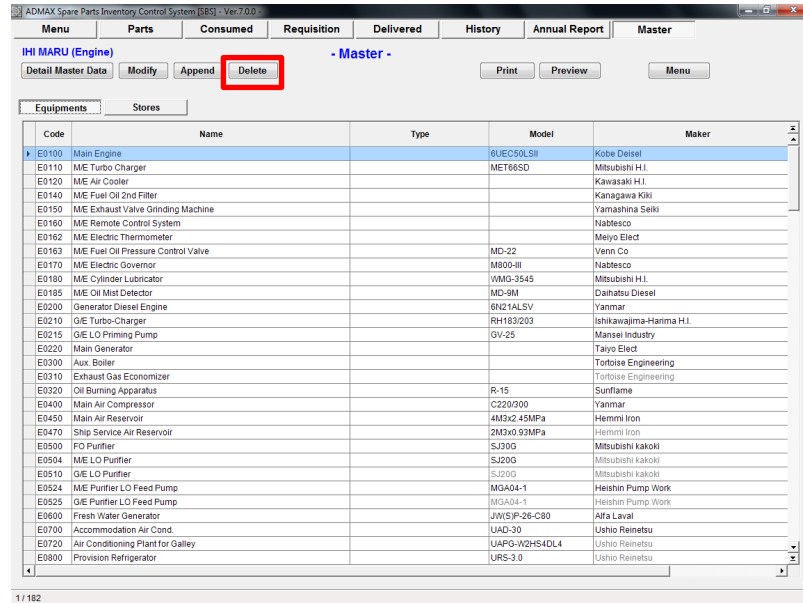 ADMAX Spare Parts Inventory Control System [SBS] - Ver.7.0.0 -
Menu Parts Consumed Requisition Delivered History Annual Report Master
IHI MARU (Engine) - Master -
Detail Master Data Modify Append Delete Print Preview Menu
Equipments Stores
Code Name Type Model Maker
E0100 Main Engine 6UEC50LSII Kobe Deisel
E0110 M/E Turbo Charger MET66SD Mitsubishi H.I.
E0120 M/E Air Cooler Kawasaki H.I.
E0140 M/E Fuel Oil 2nd Filter Kanagawa Kiki
E0150 M/E Exhaust Valve Grinding Machine Yamashina Seiki
E0160 M/E Remote Control System Nabtesco
E0162 M/E Electric Thermometer Meiyo Elect
E0163 M/E Fuel Oil Pressure Control Valve MD-22 Venn Co
E0170 M/E Electric Governor M800-III Nabtesco
E0180 M/E Cylinder Lubricator WMG-3545 Mitsubishi H.I.
E0185 M/E Oil Mist Detector MD-9M Daihatsu Diesel
E0200 Generator Diesel Engine 6N21ALSV Yanmar
E0210 G/E Turbo-Charger RH183/203 Ishikawajima-Harima H.I.
E0215 G/E LO Priming Pump GV-25 Mansei Industry
E0220 Main Generator Taiyo Elect
E0300 Aux. Boiler Tortoise Engineering
E0310 Exhaust Gas Economizer Tortoise Engineering
E0320 Oil Burning Apparatus R-15 Sunflame
E0400 Main Air Compressor C220/300 Yanmar
E0450 Main Air Reservoir 4M3x2.45MPa Hemmi Iron
E0470 Ship Service Air Reservoir 2M3x0.93MPa Hemmi Iron
E0500 FO Purifier SJ30G Mitsubishi kakoki
E0504 M/E LO Purifier SJ20G Mitsubishi kakoki
E0510 G/E LO Purifier SJ20G Mitsubishi kakoki
E0524 M/E Purifier LO Feed Pump MGA04-1 Heishin Pump Work
E0525 G/E Purifier LO Feed Pump MGA04-1 Heishin Pump Work
E0600 Fresh Water Generator JW(S)P-26-C80 Alfa Laval
E0700 Accommodation Air Cond. UAD-30 Ushio Reinetsu
E0720 Air Conditioning Plant for Galley UAPG-W2HS4DL4 Ushio Reinetsu
E0800 Provision Refrigerator URS-3.0 Ushio Reinetsu
1 / 182